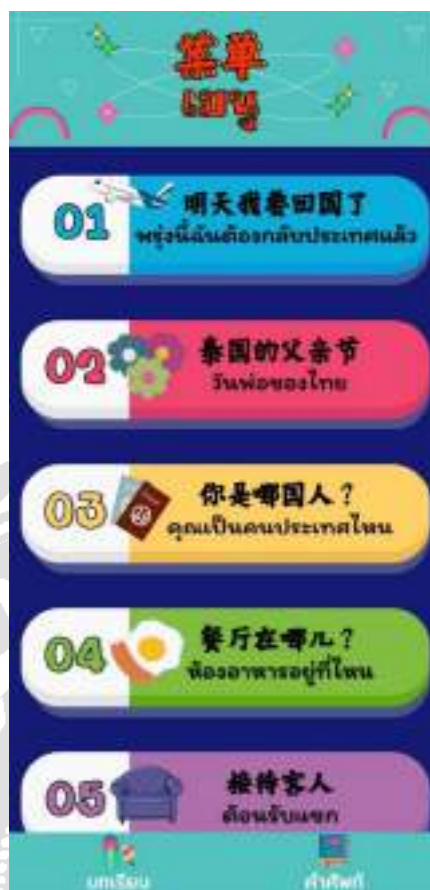 菜单
เมนู
01
明天我要回国了
พรุ่งนี้ฉันต้องกลับประเทศแล้ว
02
泰国的父亲节
วันพ่อของไทย
03
你是哪国人？
คุณเป็นคนประเทศไหน
04
餐厅在哪儿？
ห้องอาหารอยู่ที่ไหน
05
接待客人
ต้อนรับแขก
บทเรียน
คำศัพท์